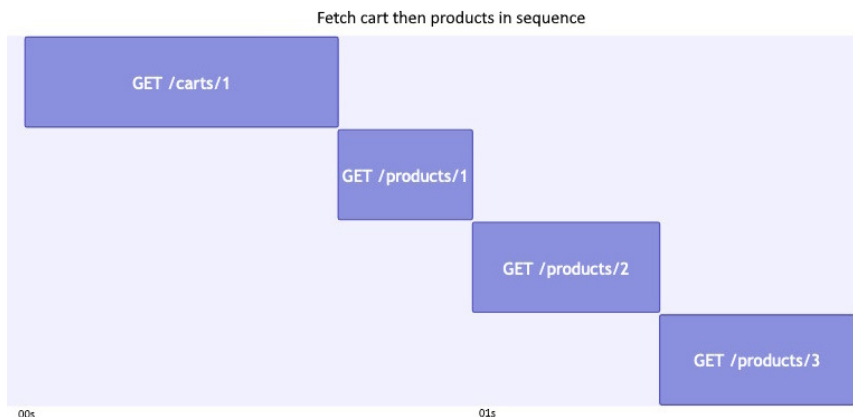 Fetch cart then products in sequence
GET /carts/1
GET /products/1
GET /products/2
GET /products/3
00s
01s